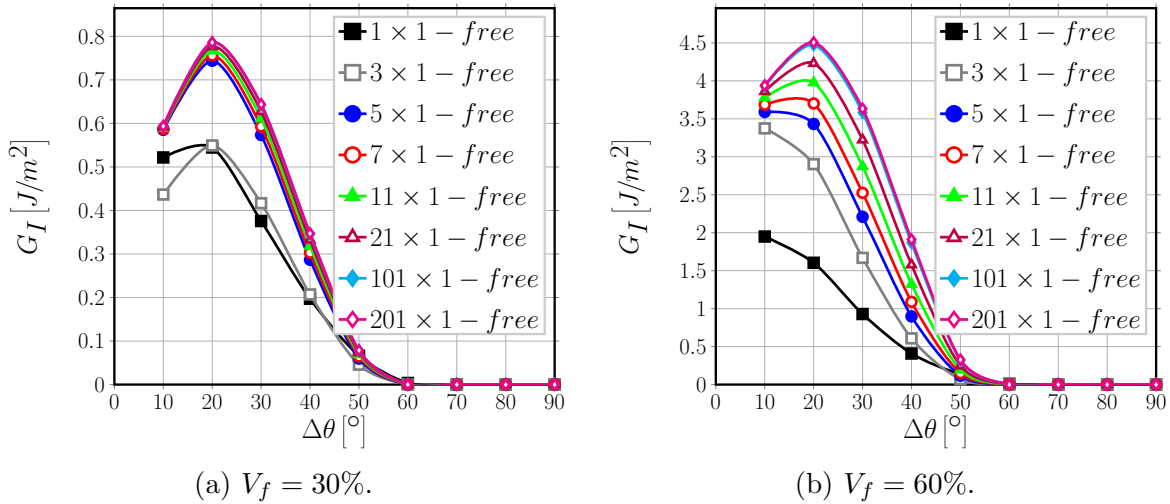 0.8
0.7
0.6
0.5
0.4
0.3
0.2
0.1
0
G_I [J/m^2]
1 × 1 − free
3 × 1 − free
5 × 1 − free
7 × 1 − free
11 × 1 − free
21 × 1 − free
101 × 1 − free
201 × 1 − free
0 10 20 30 40 50 60 70 80 90
Δθ [°]
(a) V_f = 30%.
4.5
4
3.5
3
2.5
2
1.5
1
0.5
0
G_I [J/m^2]
1 × 1 − free
3 × 1 − free
5 × 1 − free
7 × 1 − free
11 × 1 − free
21 × 1 − free
101 × 1 − free
201 × 1 − free
0 10 20 30 40 50 60 70 80 90
Δθ [°]
(b) V_f = 60%.